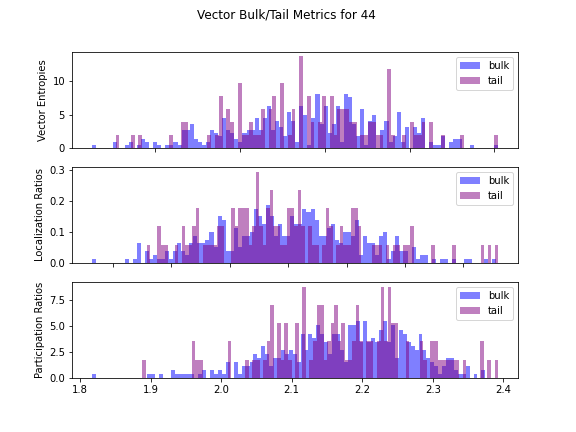 Vector Bulk/Tail Metrics for 44
Vector Entropies
10
5
0
bulk
tail
Localization Ratios
0.3
0.2
0.1
0.0
bulk
tail
Participation Ratios
7.5
5.0
2.5
0.0
bulk
tail
1.8 1.9 2.0 2.1 2.2 2.3 2.4